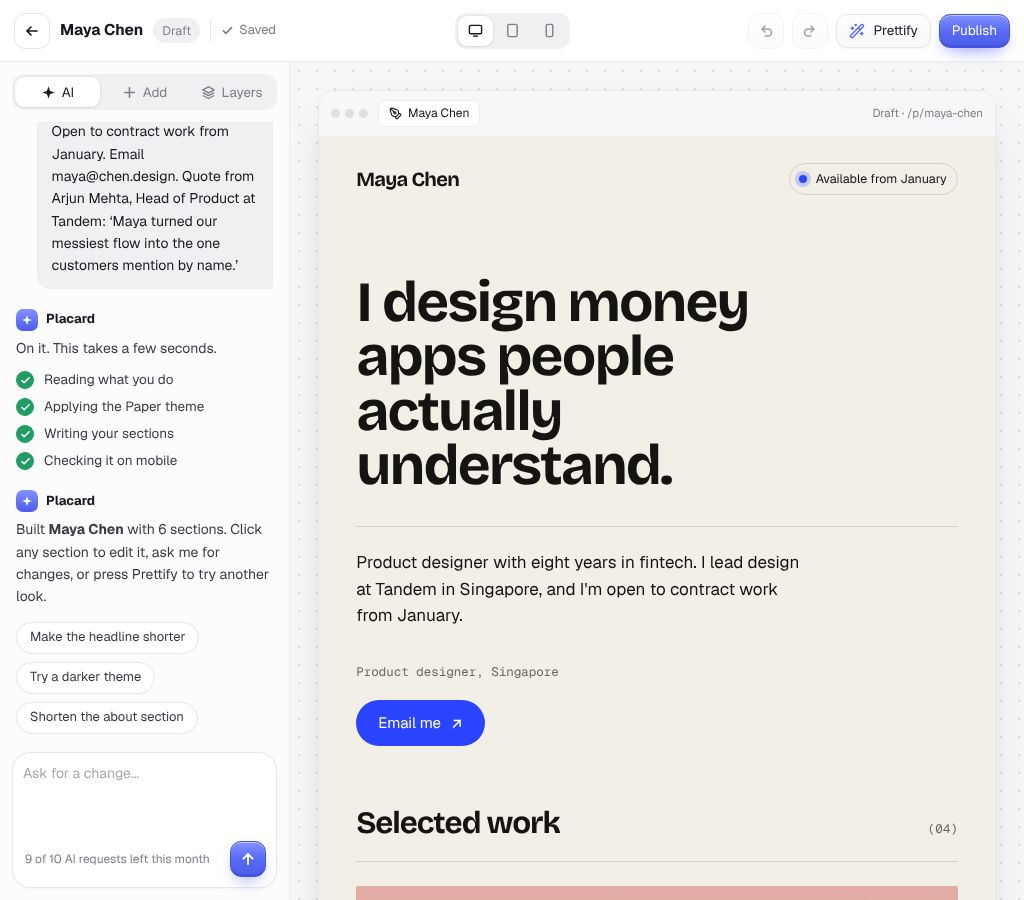 Maya Chen
Draft
Saved
Prettify
Publish
AI
Add
Layers
Open to contract work from
January. Email
maya@chen.design. Quote from
Arjun Mehta, Head of Product at
Tandem: ‘Maya turned our
messiest flow into the one
customers mention by name.’
Placard
On it. This takes a few seconds.
Reading what you do
Applying the Paper theme
Writing your sections
Checking it on mobile
Placard
Built Maya Chen with 6 sections. Click
any section to edit it, ask me for
changes, or press Prettify to try another
look.
Make the headline shorter
Try a darker theme
Shorten the about section
Ask for a change…
9 of 10 AI requests left this month
Maya Chen
Draft · /p/maya-chen
Maya Chen
Available from January
I design money
apps people
actually
understand.
Product designer with eight years in fintech. I lead design
at Tandem in Singapore, and I'm open to contract work
from January.
Product designer, Singapore
Email me
Selected work
(04)